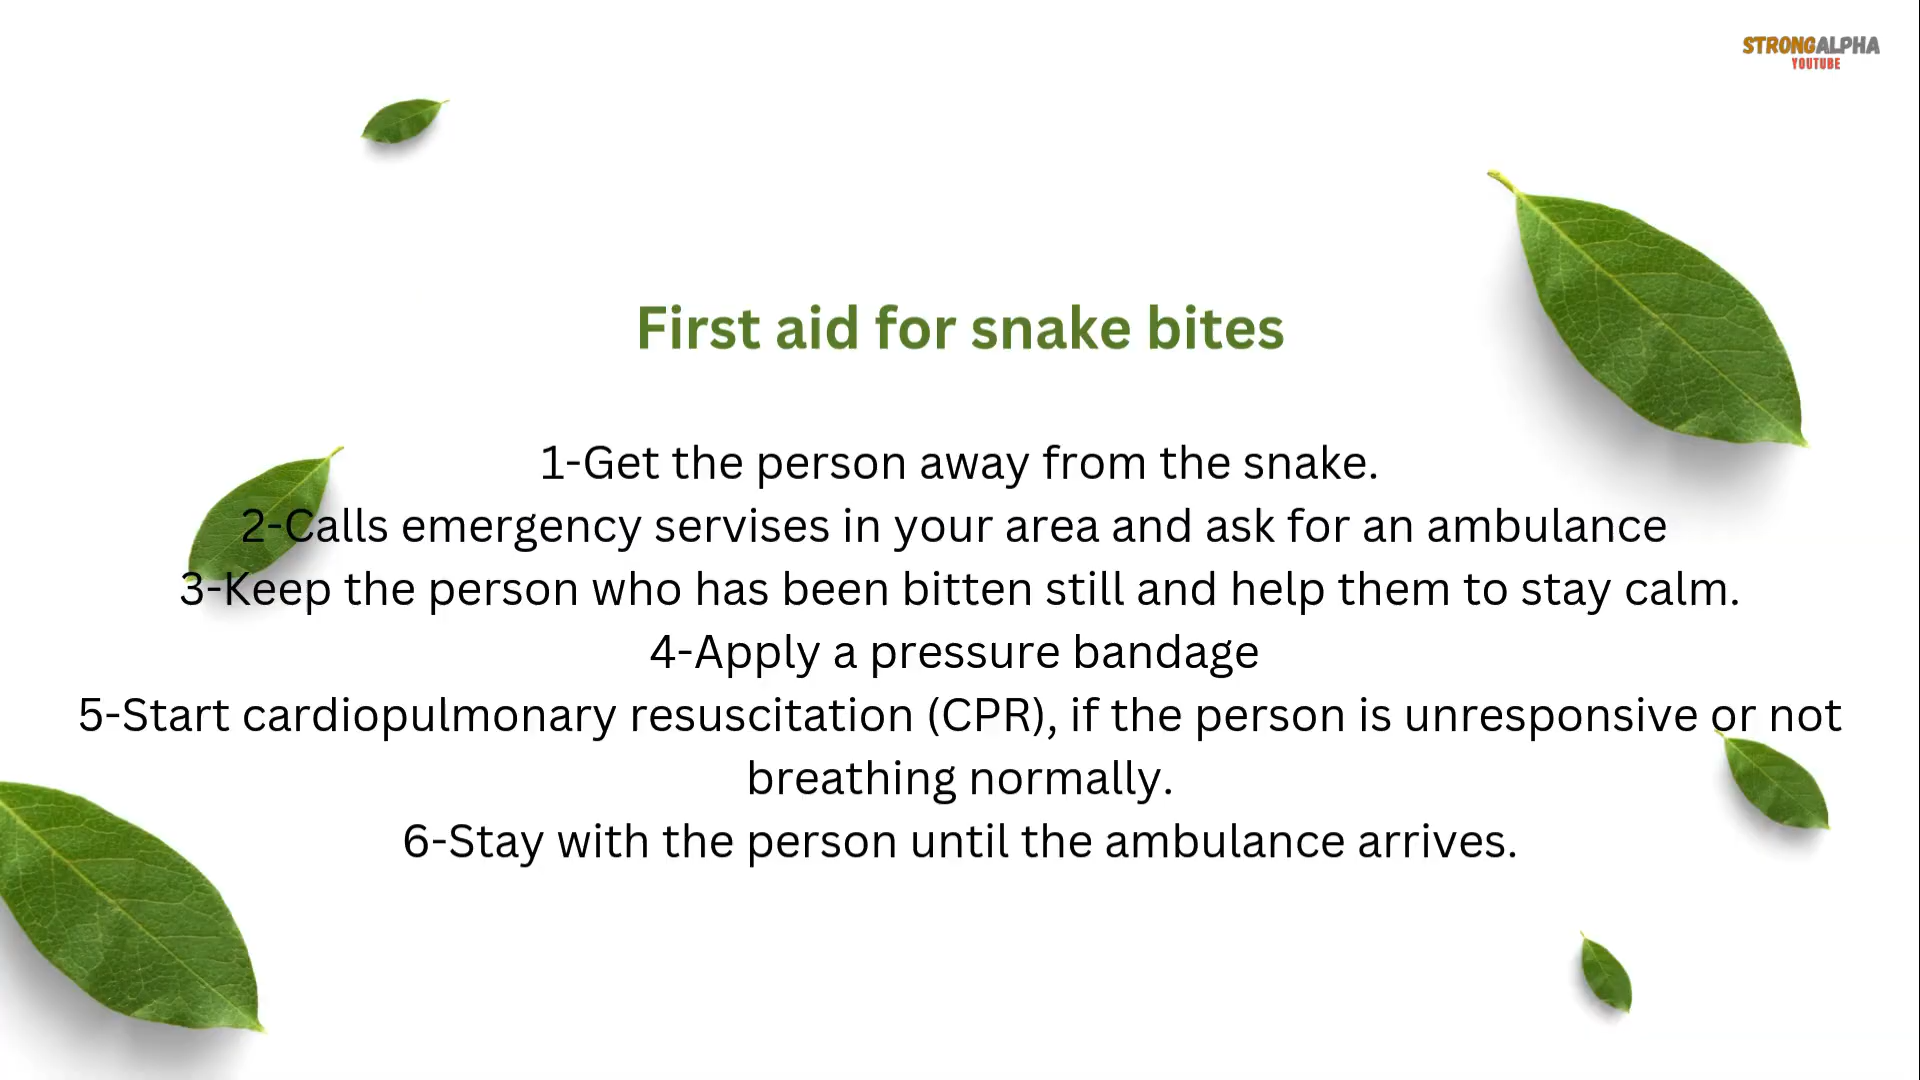 STRONGALPHA
YOUTUBE
First aid for snake bites
1-Get the person away from the snake.
2-Calls emergency servises in your area and ask for an ambulance
3-Keep the person who has been bitten still and help them to stay calm.
4-Apply a pressure bandage
5-Start cardiopulmonary resuscitation (CPR), if the person is unresponsive or not
breathing normally.
6-Stay with the person until the ambulance arrives.